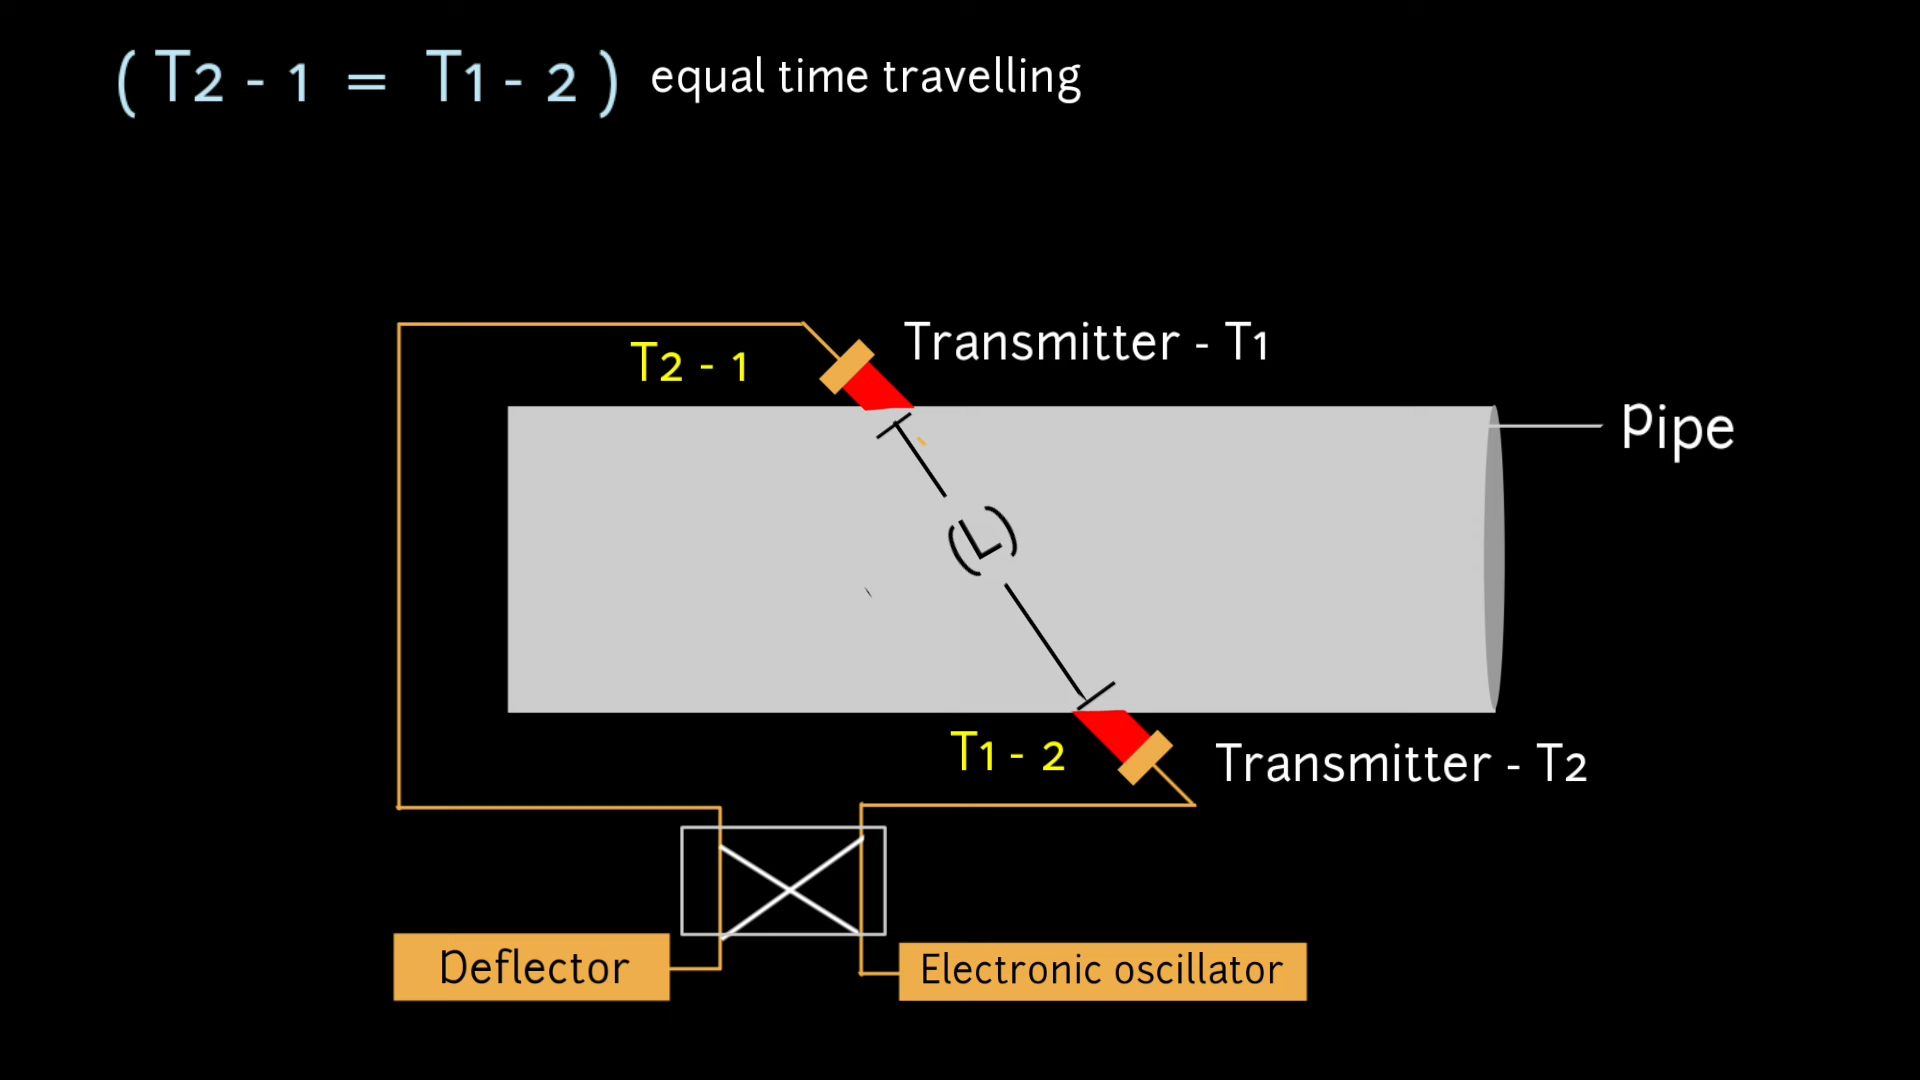 ( T2 - 1 = T1 - 2 ) equal time travelling
Transmitter - T1
T2 - 1
Pipe
(L)
T1 - 2
Transmitter - T2
Deflector
Electronic oscillator